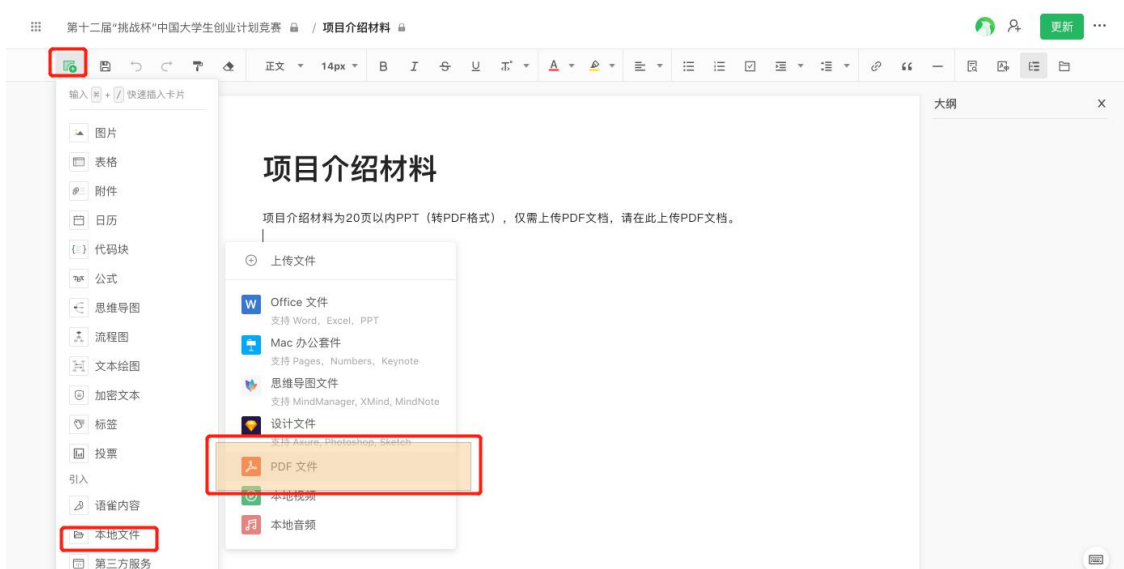 第十二届“挑战杯”中国大学生创业计划竞赛 / 项目介绍材料
更新
正文 14px B I S U
输入 ⌘ + / 快速插入卡片
图片
表格
附件
日历
代码块
公式
思维导图
流程图
文本绘图
加密文本
标签
投票
引入
语雀内容
本地文件
第三方服务
项目介绍材料
项目介绍材料为20页以内PPT（转PDF格式），仅需上传PDF文档，请在此上传PDF文档。
上传文件
Office 文件
支持 Word, Excel, PPT
Mac 办公套件
支持 Pages, Numbers, Keynote
思维导图文件
支持 MindManager, XMind, MindNote
设计文件
支持 Axure, Photoshop, Sketch
PDF 文件
本地视频
本地音频
大纲 X